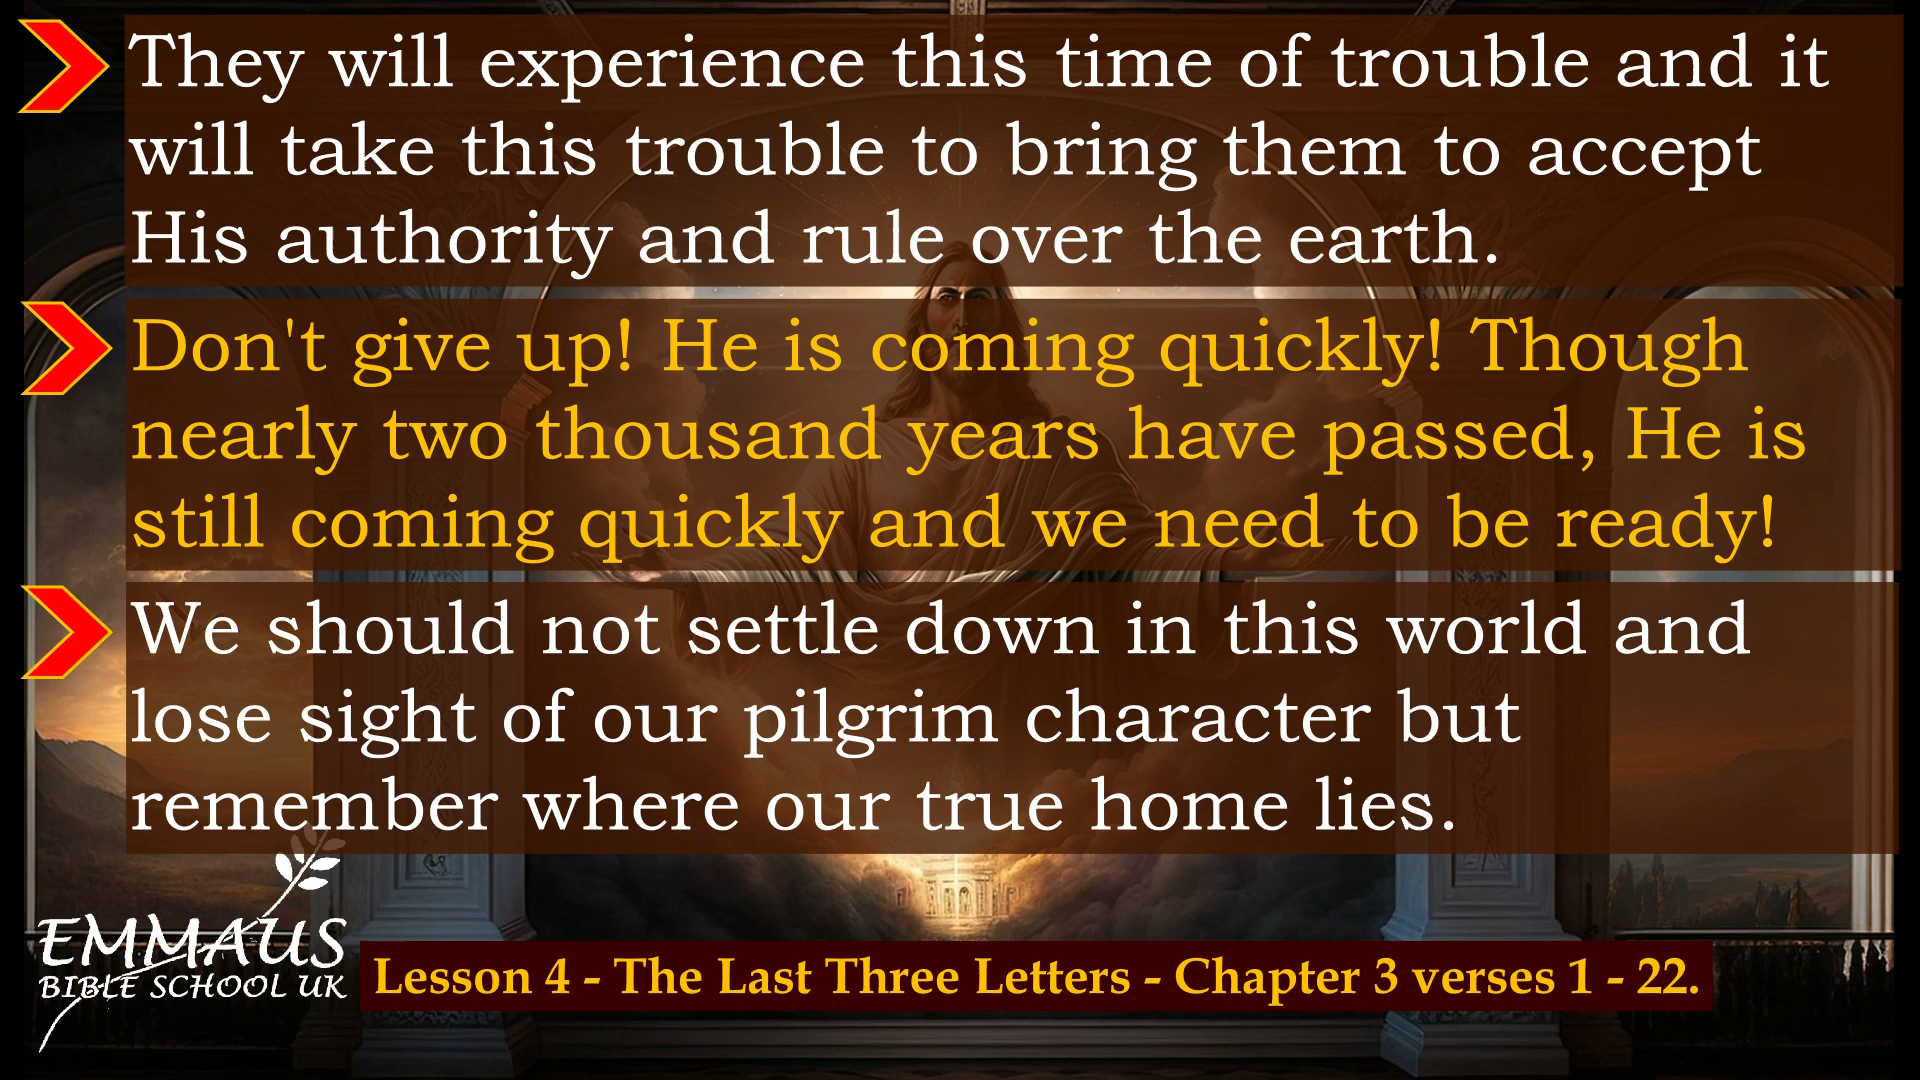 They will experience this time of trouble and it
will take this trouble to bring them to accept
His authority and rule over the earth.
Don't give up! He is coming quickly! Though
nearly two thousand years have passed, He is
still coming quickly and we need to be ready!
We should not settle down in this world and
lose sight of our pilgrim character but
remember where our true home lies.
EMMAUS
BIBLE SCHOOL UK
Lesson 4 - The Last Three Letters - Chapter 3 verses 1 - 22.